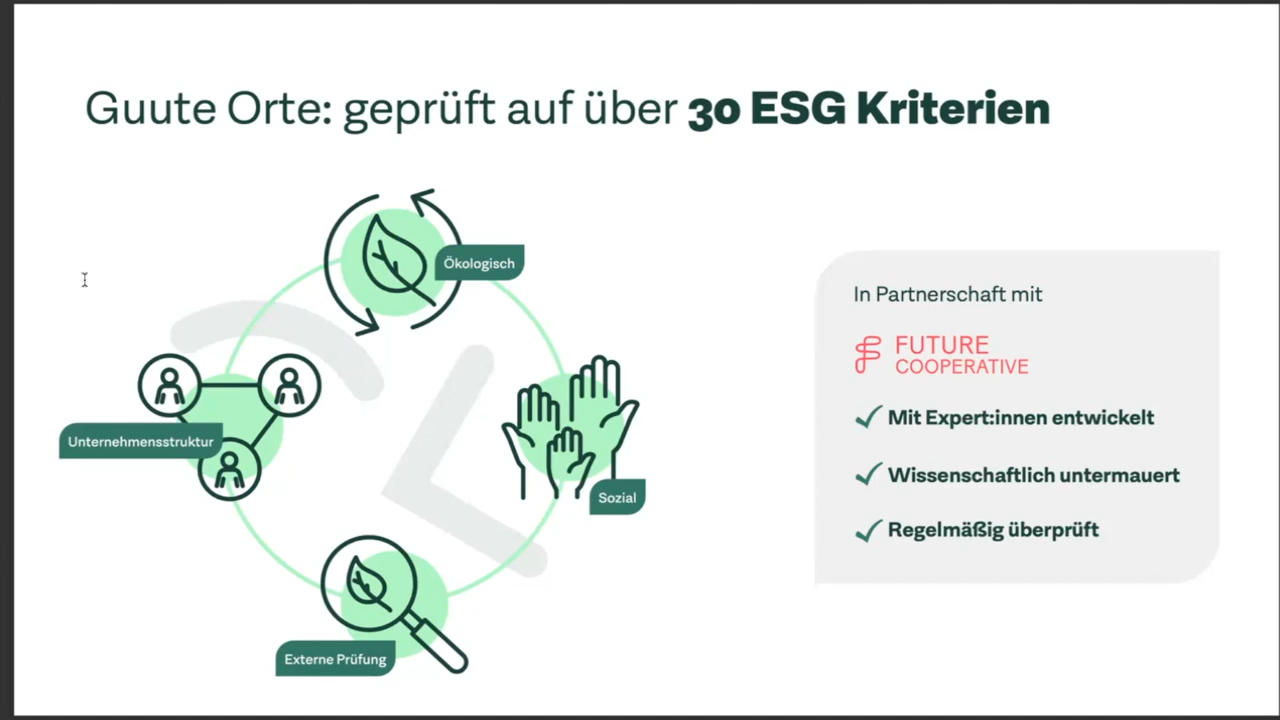 Guute Orte: geprüft auf über 30 ESG Kriterien
Ökologisch
Unternehmensstruktur
Sozial
Externe Prüfung
In Partnerschaft mit
FUTURE
COOPERATIVE
Mit Expert:innen entwickelt
Wissenschaftlich untermauert
Regelmäßig überprüft